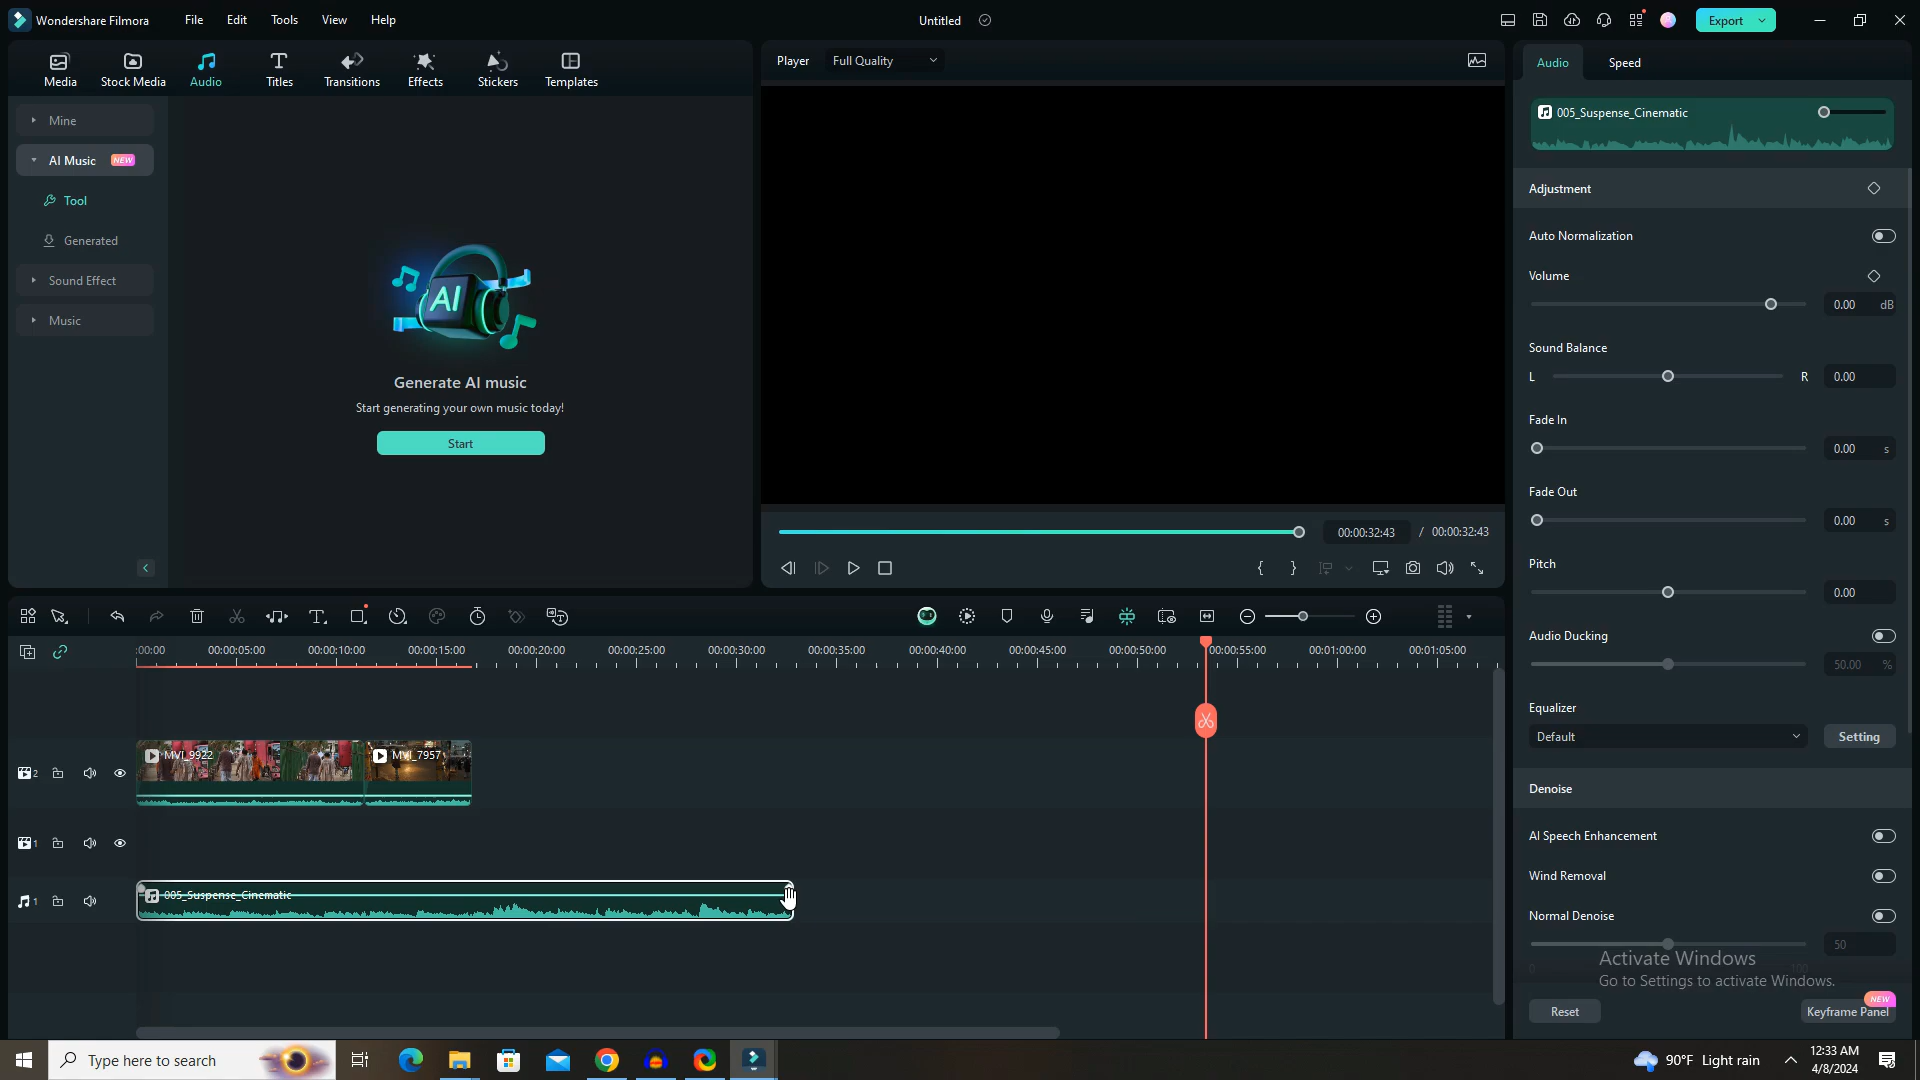 Wondershare Filmora File Edit Tools View Help Untitled Export
Media Stock Media Audio Titles Transitions Effects Stickers Templates
Player Full Quality
Audio Speed
Mine
AI Music NEW
Tool
Generated
Sound Effect
Music
AI
Generate AI music
Start generating your own music today!
Start
00:00:32:43 / 00:00:32:43
005_Suspense_Cinematic
Adjustment
Auto Normalization
Volume
0.00 dB
Sound Balance
L R 0.00
Fade In
0.00 s
Fade Out
0.00 s
Pitch
0.00
Audio Ducking
50.00 %
Equalizer
Default Setting
Denoise
AI Speech Enhancement
Wind Removal
Normal Denoise
50
Activate Windows
Go to Settings to activate Windows.
NEW
Reset Keyframe Panel
:00:00 00:00:05:00 00:00:10:00 00:00:15:00 00:00:20:00 00:00:25:00 00:00:30:00 00:00:35:00 00:00:40:00 00:00:45:00 00:00:50:00 00:00:55:00 00:01:00:00 00:01:05:00
MVI_9922 MVI_7957
2
1
1
005_Suspense_Cinematic
Type here to search
90°F Light rain
12:33 AM
4/8/2024